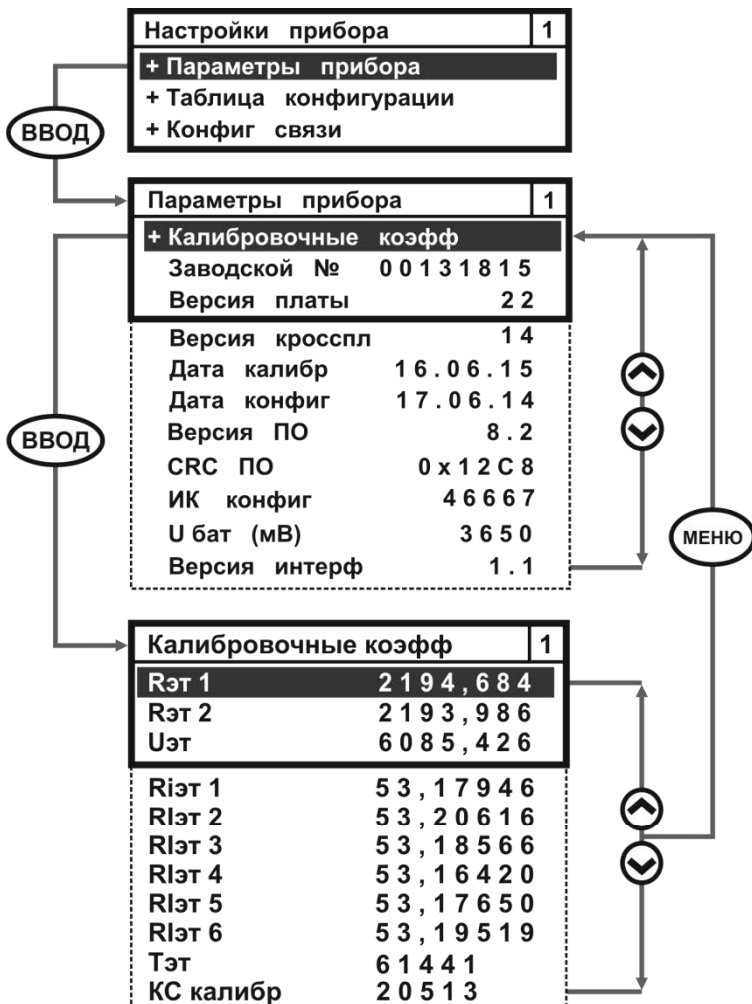 Настройки прибора 1
+ Параметры прибора
+ Таблица конфигурации
+ Конфиг связи
ВВОД
Параметры прибора 1
+ Калибровочные коэфф
Заводской № 00131815
Версия платы 22
Версия кросспл 14
Дата калибр 16.06.15
Дата конфиг 17.06.14
Версия ПО 8.2
CRC ПО 0x12C8
ИК конфиг 46667
U бат (мВ) 3650
Версия интерф 1.1
ВВОД
МЕНЮ
Калибровочные коэфф 1
Rэт 1 2194,684
Rэт 2 2193,986
Uэт 6085,426
Riэт 1 53,17946
RIэт 2 53,20616
RIэт 3 53,18566
RIэт 4 53,16420
RIэт 5 53,17650
RIэт 6 53,19519
Тэт 61441
КС калибр 20513